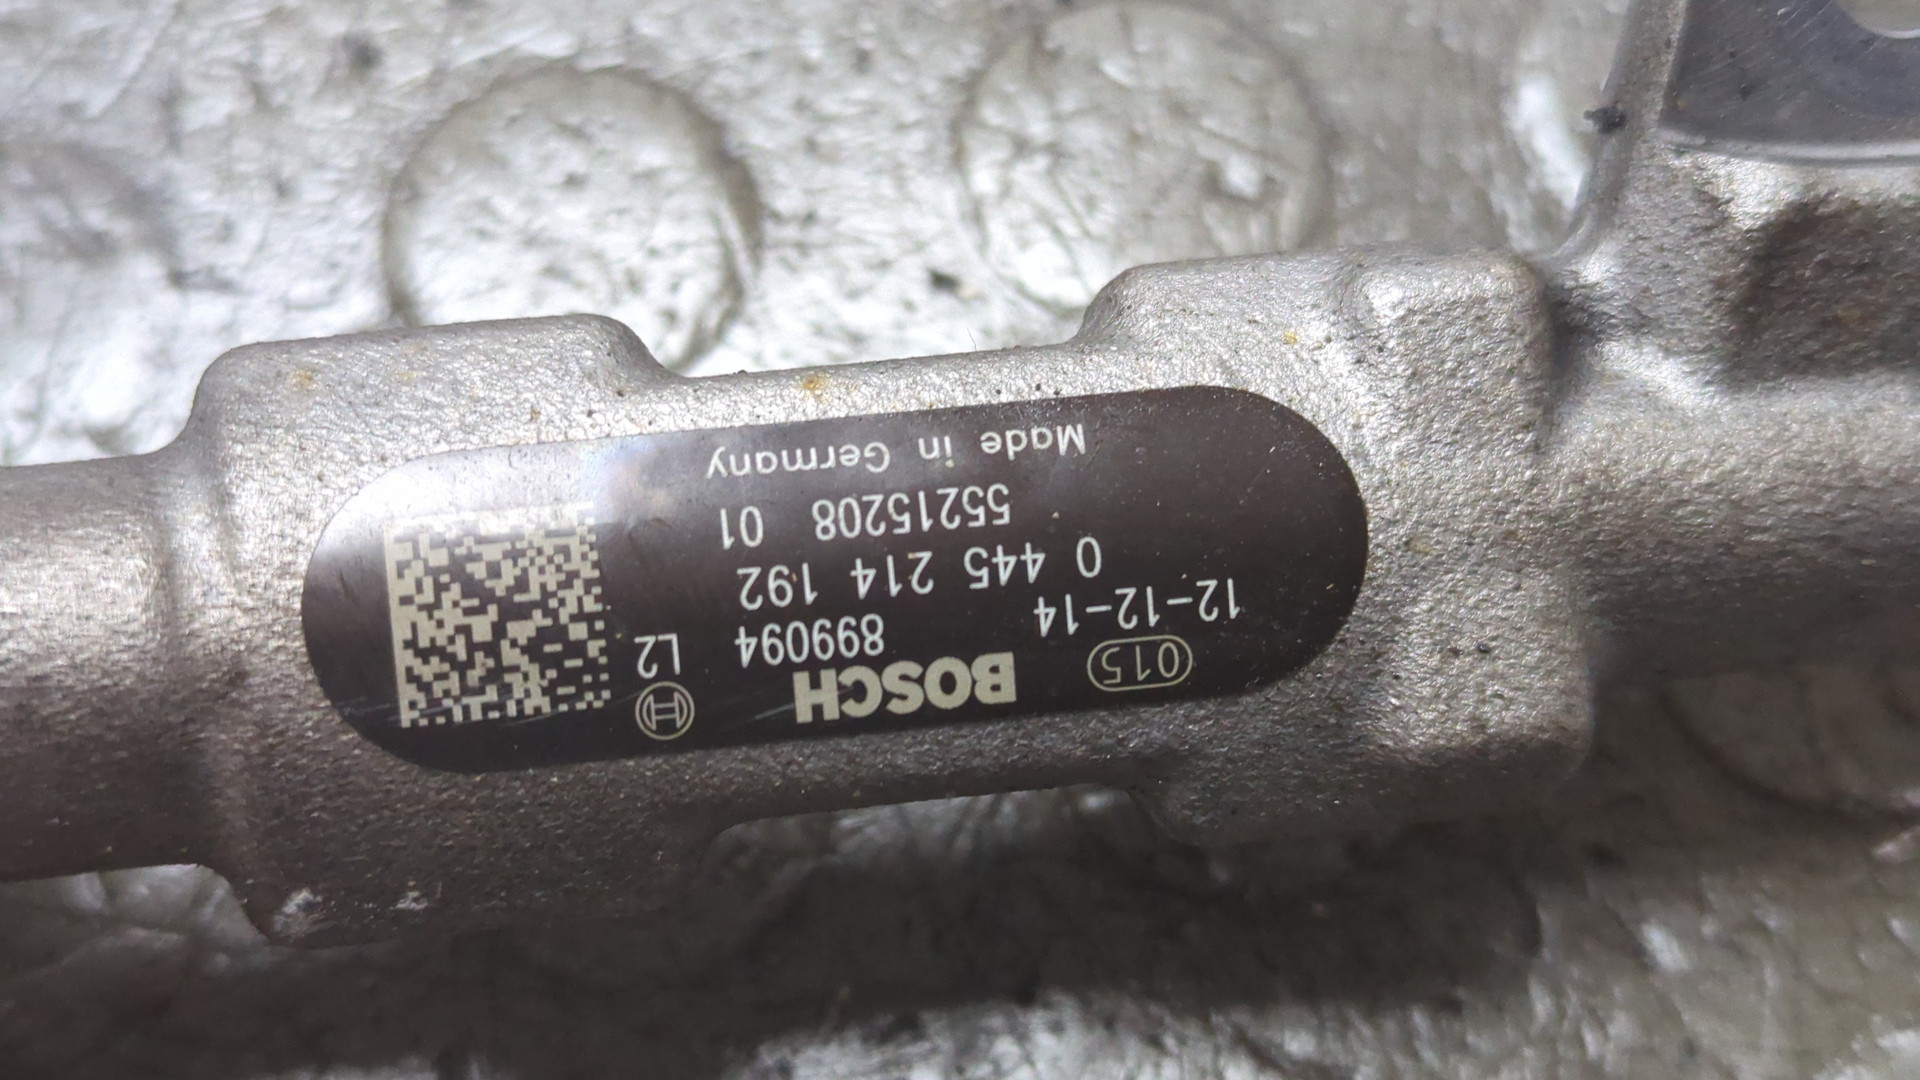 015 BOSCH
12-12-14 899094 L2
0 445 214 192
55215208 01
Made in Germany